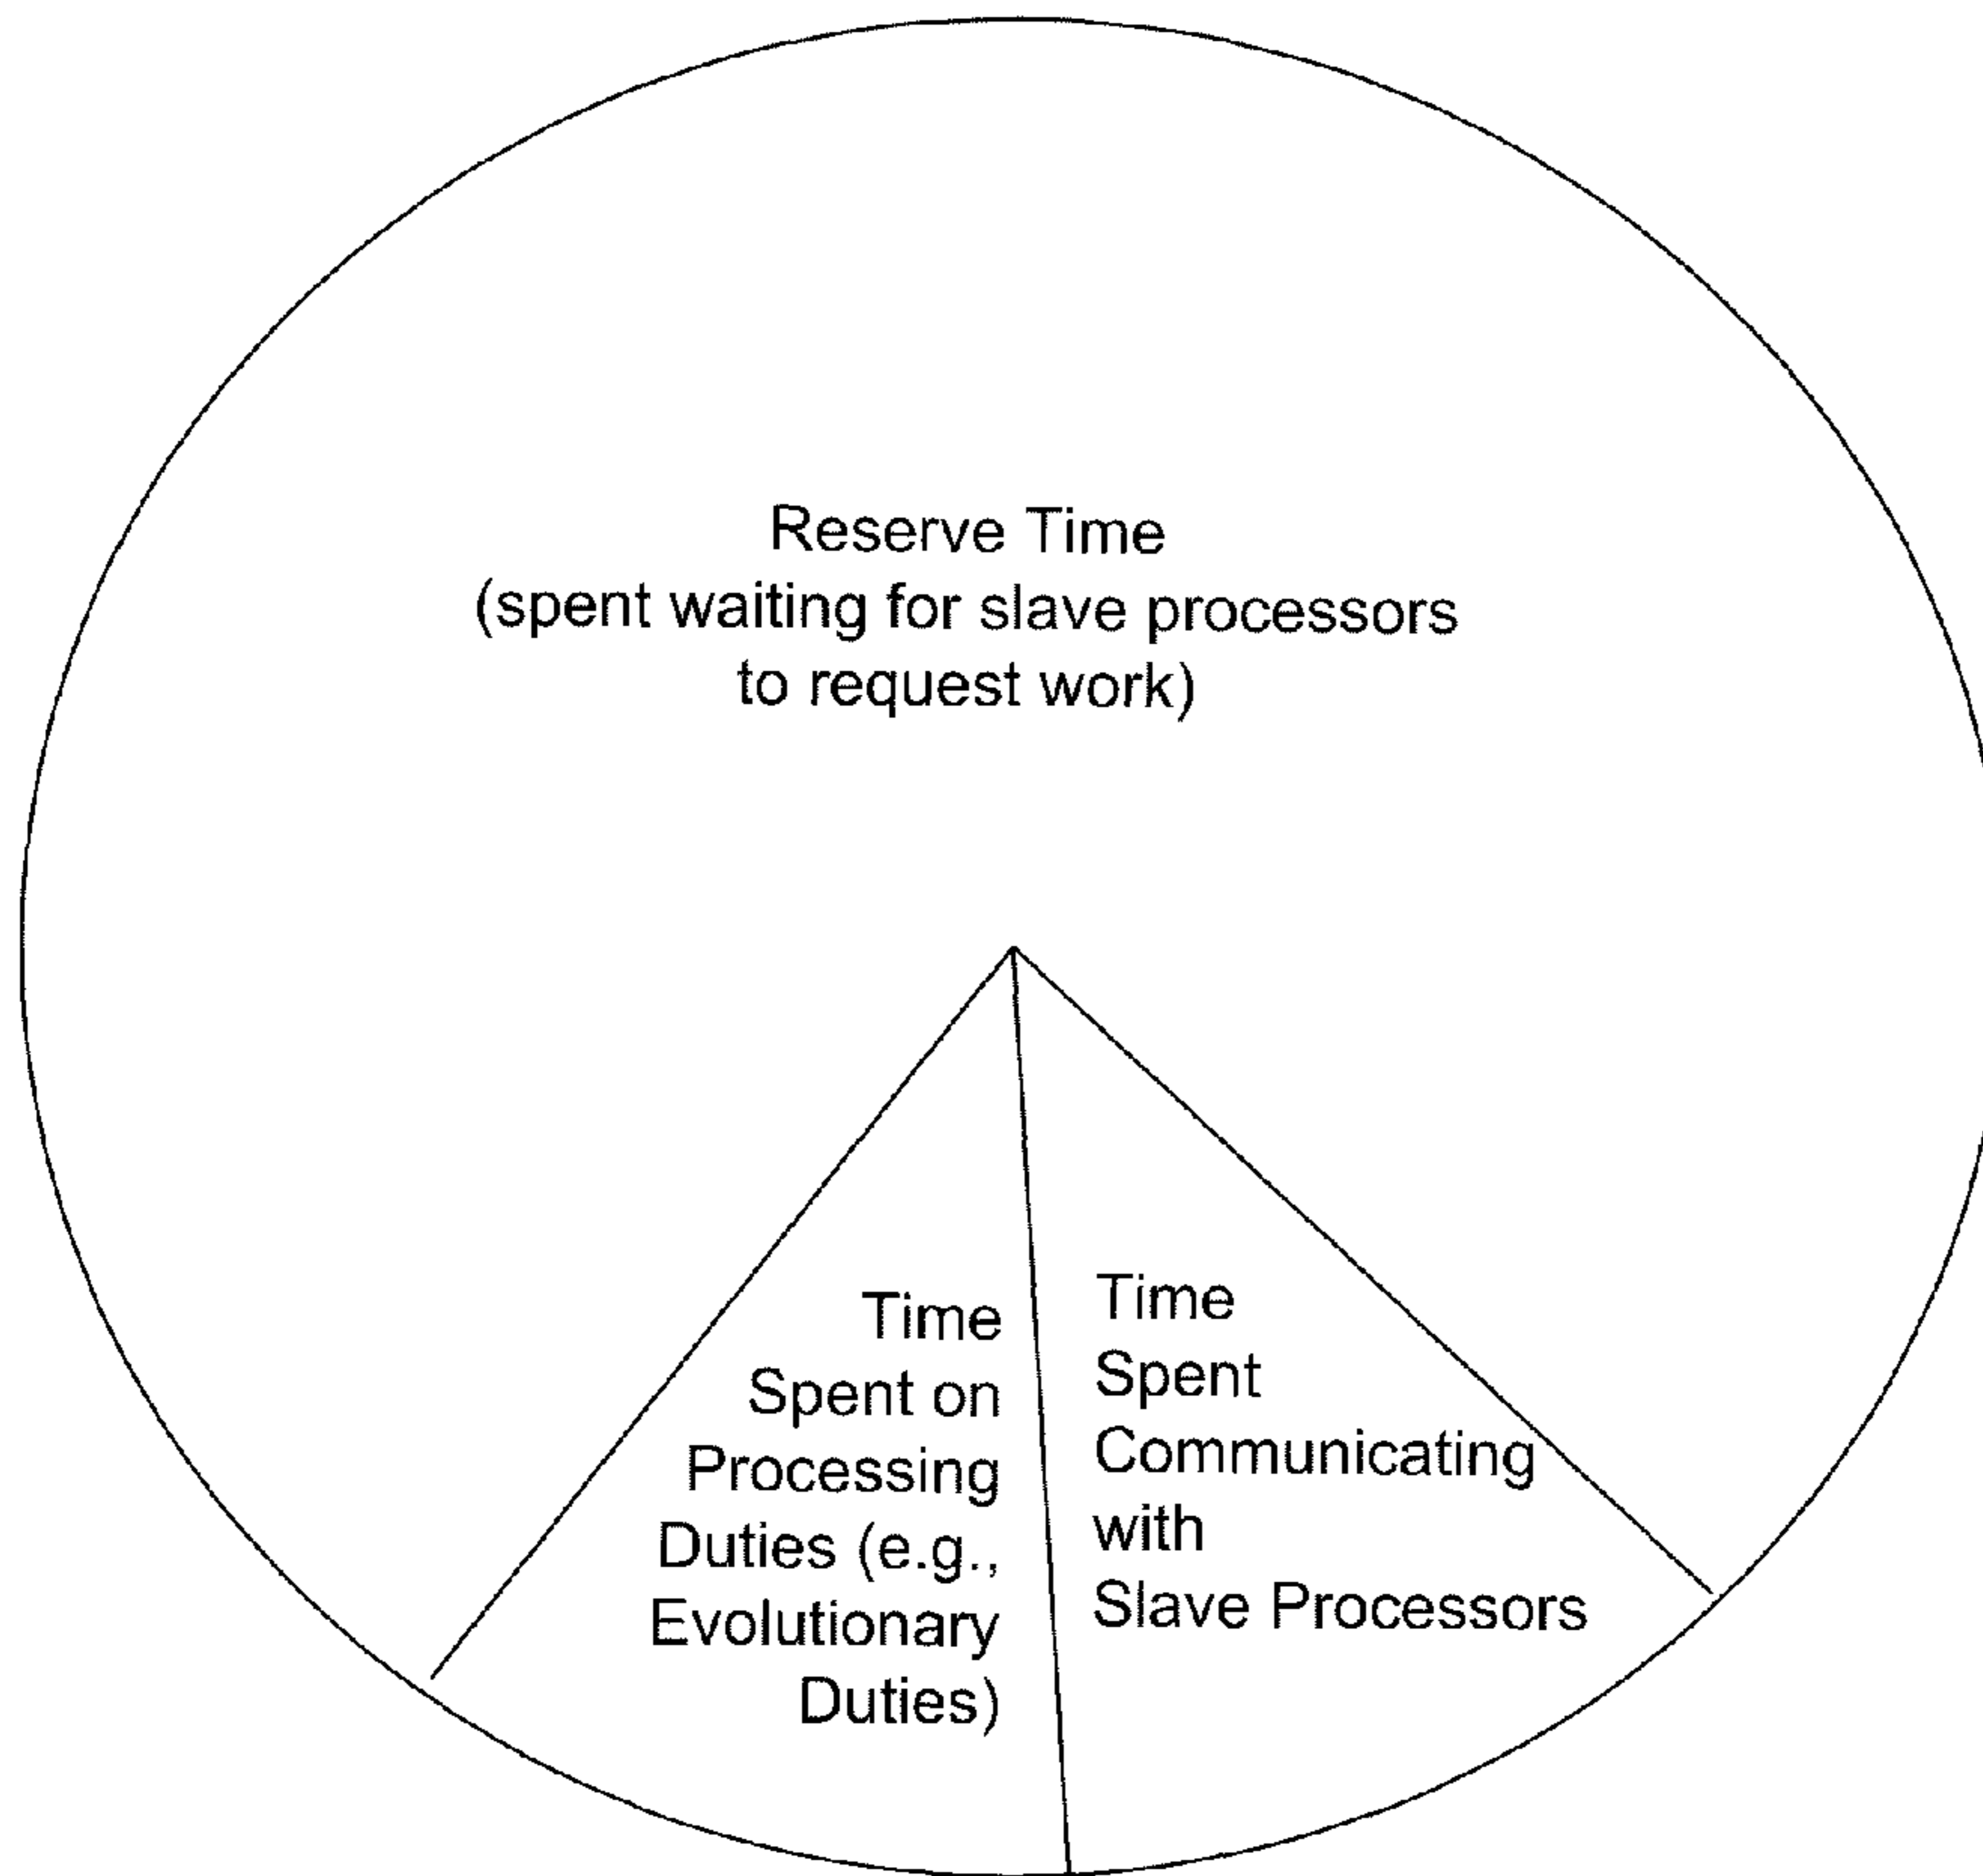 Reserve Time
(spent waiting for slave processors
to request work)
Time
Spent on
Processing
Duties (e.g.,
Evolutionary
Duties)
Time
Spent
Communicating
with
Slave Processors